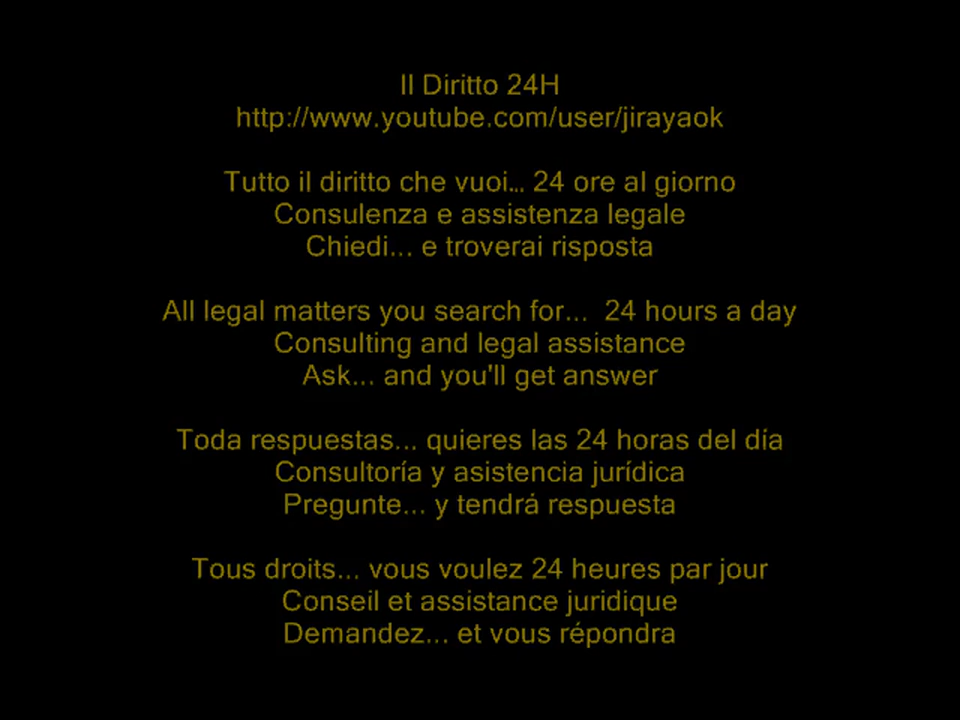 Il Diritto 24H
http://www.youtube.com/user/jirayaok
Tutto il diritto che vuoi... 24 ore al giorno
Consulenza e assistenza legale
Chiedi... e troverai risposta
All legal matters you search for... 24 hours a day
Consulting and legal assistance
Ask... and you'll get answer
Toda respuestas... quieres las 24 horas del día
Consultoría y asistencia jurídica
Pregunte... y tendrá respuesta
Tous droits... vous voulez 24 heures par jour
Conseil et assistance juridique
Demandez... et vous répondra